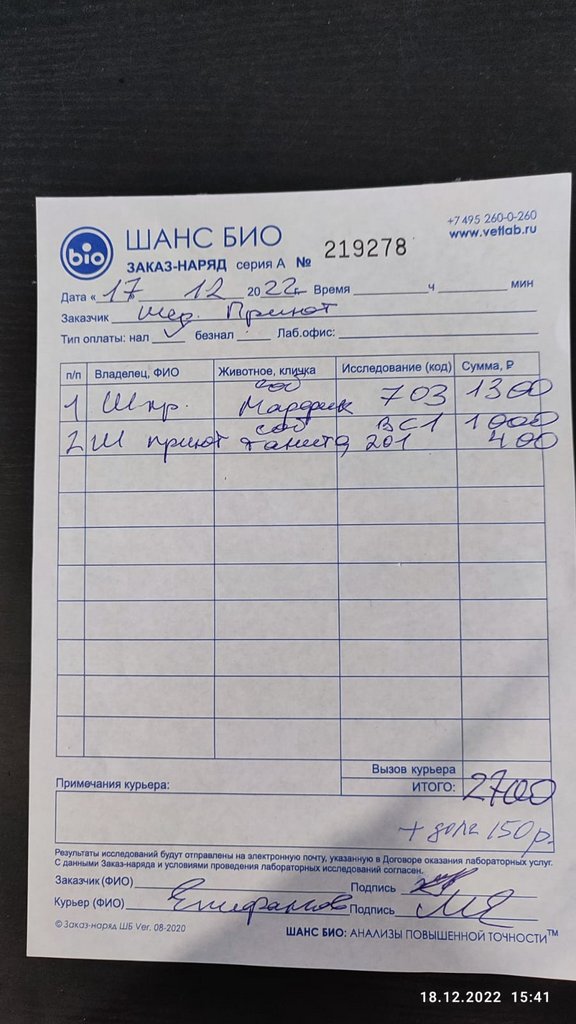 bio
ШАНС БИО
+7 495 260-0-260
www.vetlab.ru
ЗАКАЗ-НАРЯД серия А № 219278
Дата «17 12 2022 г. Время ч мин
Заказчик Щед. Приют
Тип оплаты: нал ✓ безнал Лаб.офис:
п/п Владелец, ФИО Животное, кличка Исследование (код) Сумма, ₽
соб
1 Щ пр. 703 1300
соб ВС1 1000
2 Щ приют 201 400
Вызов курьера
ИТОГО: 2700
Примечания курьера:
+ 150 р.
Результаты исследований будут отправлены на электронную почту, указанную в Договоре оказания лабораторных услуг.
С данными Заказ-наряда и условиями проведения лабораторных исследований согласен.
Заказчик (ФИО) Подпись
Курьер (ФИО) Епифанов Подпись
© Заказ-наряд ШБ Ver. 08-2020
ШАНС БИО: АНАЛИЗЫ ПОВЫШЕННОЙ ТОЧНОСТИ™
18.12.2022 15:41